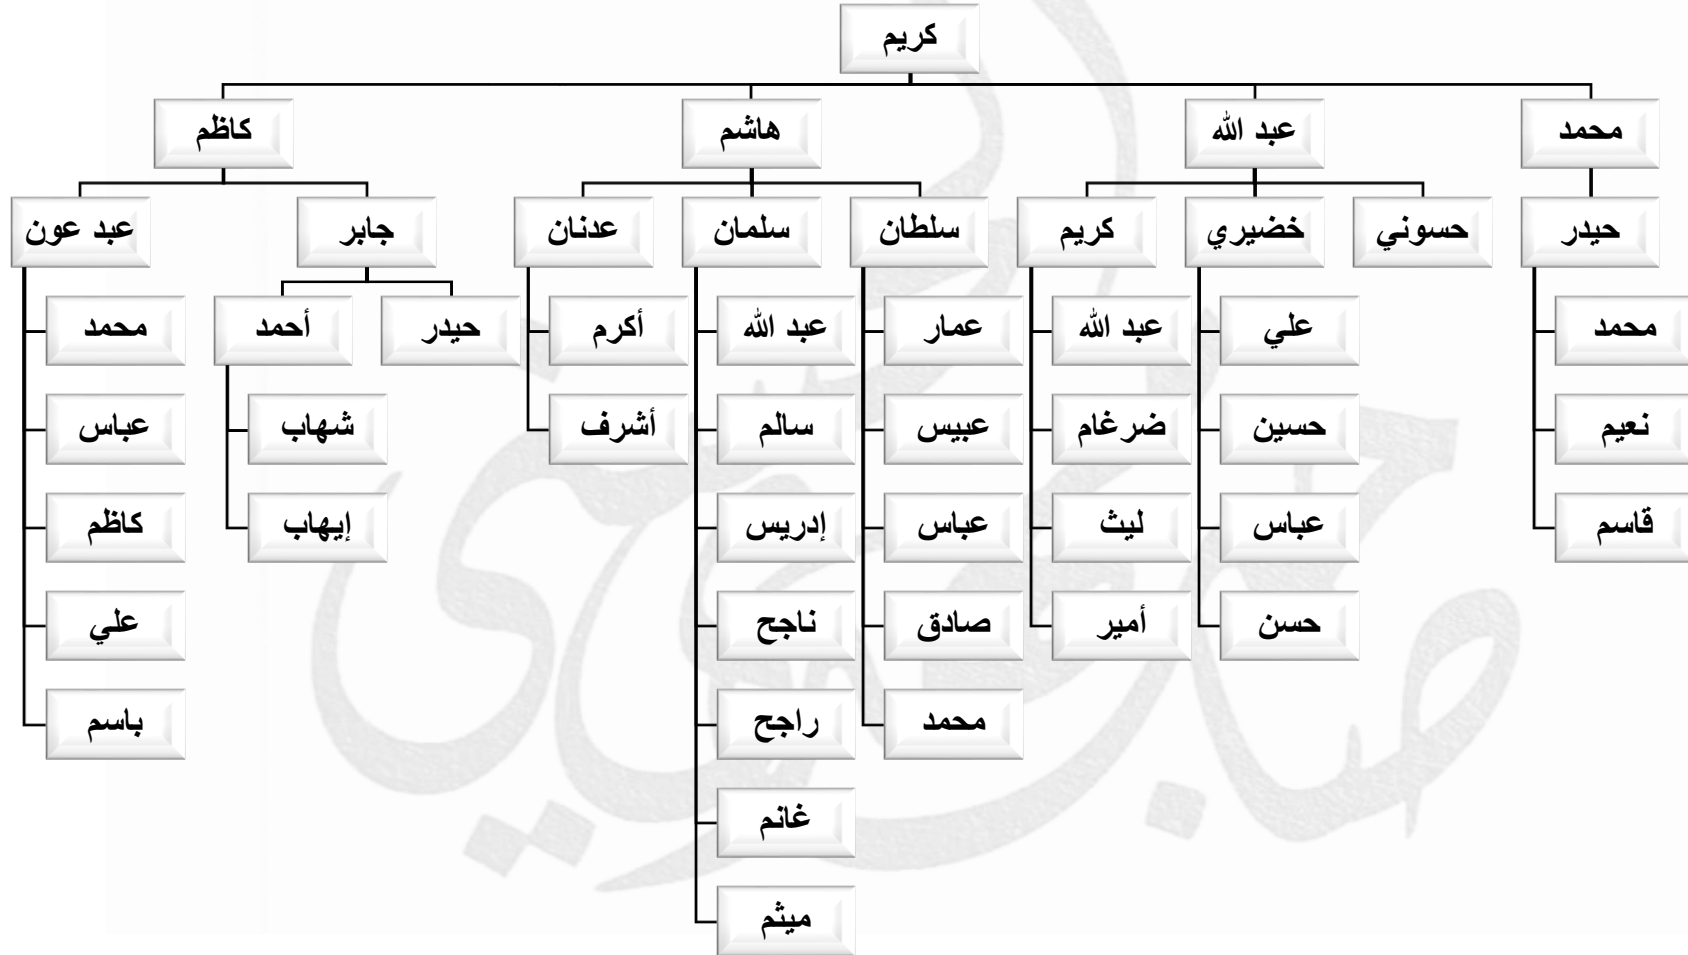 كريم
محمد
عبد الله
هاشم
كاظم
حيدر
حسوني
خضيري
كريم
سلطان
سلمان
عدنان
جابر
عبد عون
محمد
علي
عبد الله
عمار
عبد الله
أكرم
حيدر
أحمد
محمد
نعيم
حسين
ضرغام
عبيس
سالم
أشرف
شهاب
عباس
قاسم
عباس
ليث
عباس
إدريس
إيهاب
كاظم
حسن
أمير
صادق
ناجح
علي
محمد
راجح
باسم
غانم
ميثم